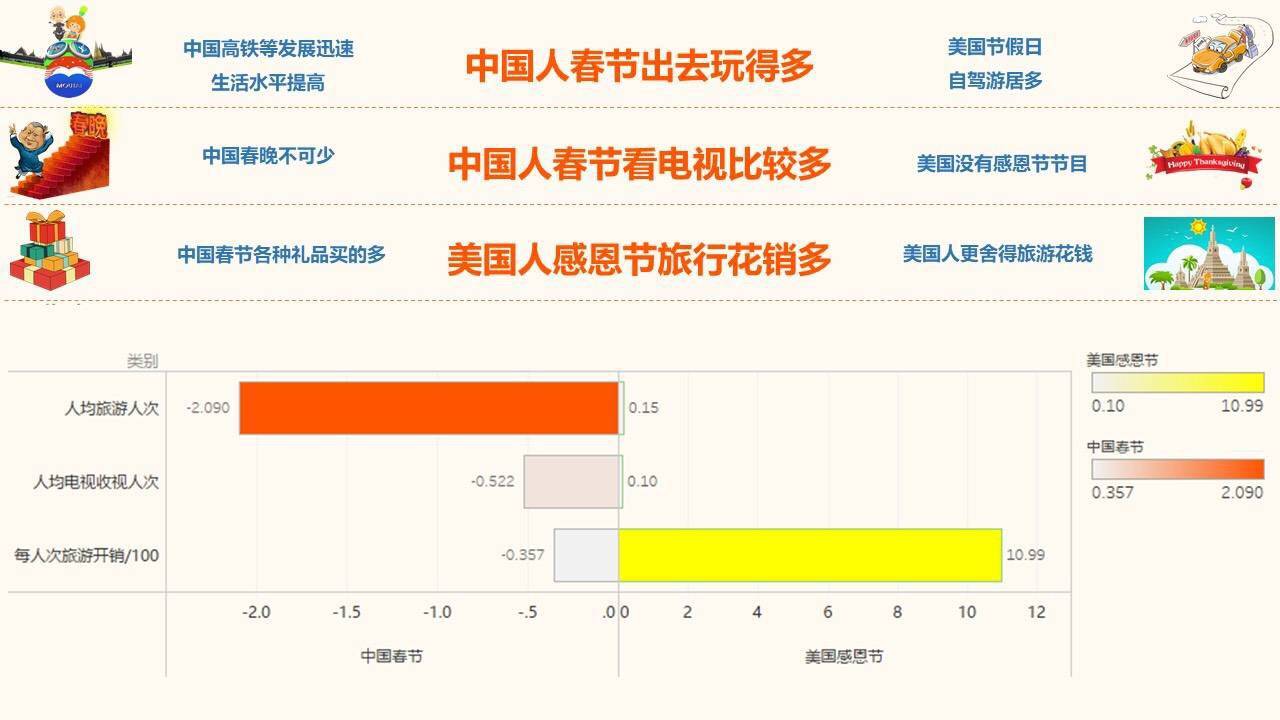 中国高铁等发展迅速
生活水平提高
中国人春节出去玩得多
美国节假日
自驾游居多
春晚
中国春晚不可少
中国人春节看电视比较多
美国没有感恩节节目
Happy Thanksgiving
中国春节各种礼品买的多
美国人感恩节旅行花销多
美国人更舍得旅游花钱
类别
人均旅游人次
-2.090
0.15
人均电视收视人次
-0.522
0.10
每人次旅游开销/100
-0.357
10.99
-2.0 -1.5 -1.0 -.5 .0 0 2 4 6 8 10 12
中国春节
美国感恩节
美国感恩节
0.10 10.99
中国春节
0.357 2.090